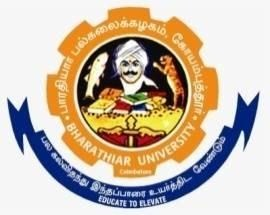 பாரதியார் பல்கலைக்கழகம், கோயம்புத்தூர்
BHARATHIAR UNIVERSITY
Coimbatore
பல கல்விதந்து இந்தப்பாரை உயர்த்திட வேண்டும்
EDUCATE TO ELEVATE